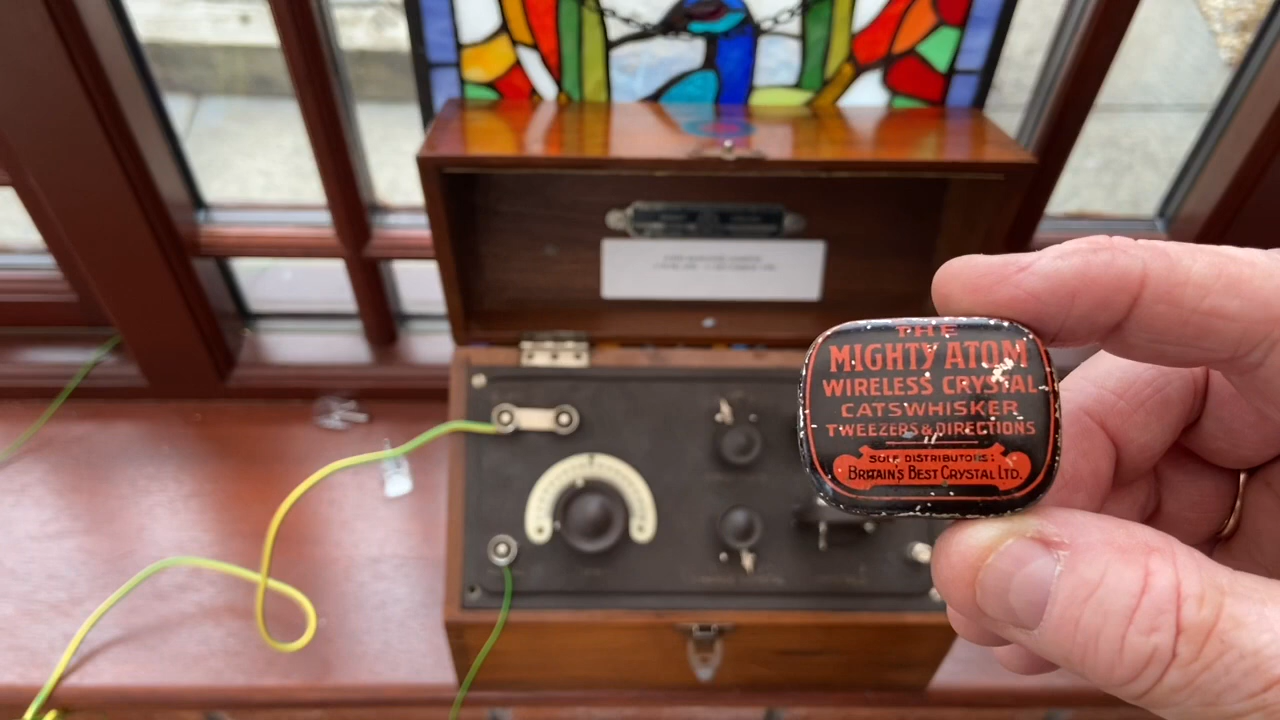 THE
MIGHTY ATOM
WIRELESS CRYSTAL
CATSWHISKER
TWEEZERS & DIRECTIONS
SOLE DISTRIBUTORS:
BRITAIN'S BEST CRYSTAL LTD.